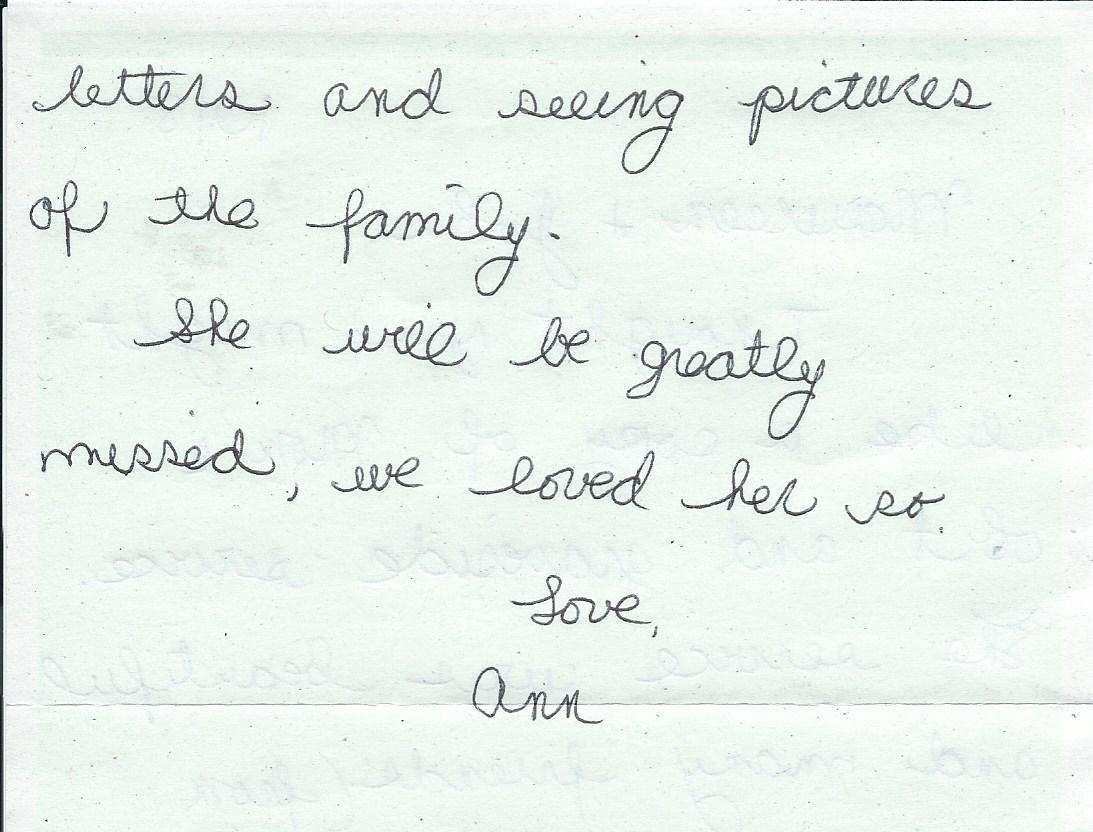 letters and seeing pictures
of the family.
She will be greatly
missed, we loved her so.
Love,
Ann